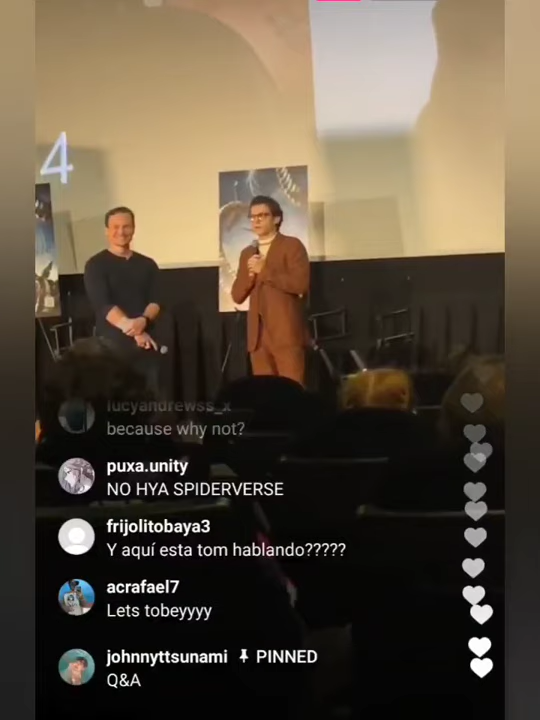 4
lucyandrewss_x
because why not?
puxa.unity
NO HYA SPIDERVERSE
frijolitobaya3
Y aquí esta tom hablando?????
acrafael7
Lets tobeyyyy
johnnyttsunami PINNED
Q&A